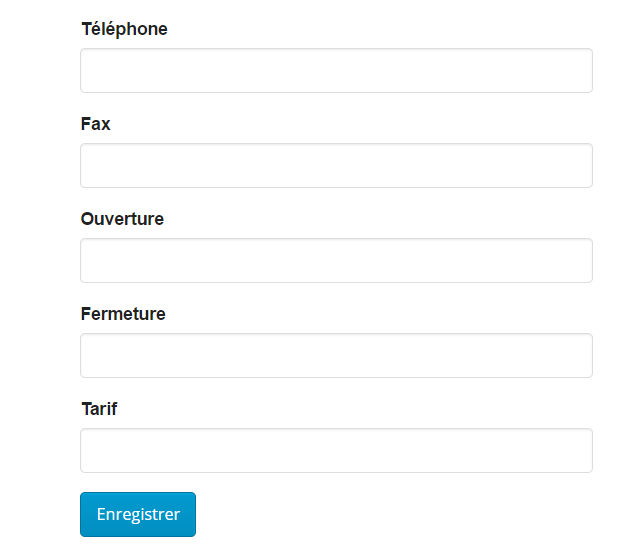 Téléphone
Fax
Ouverture
Fermeture
Tarif
Enregistrer